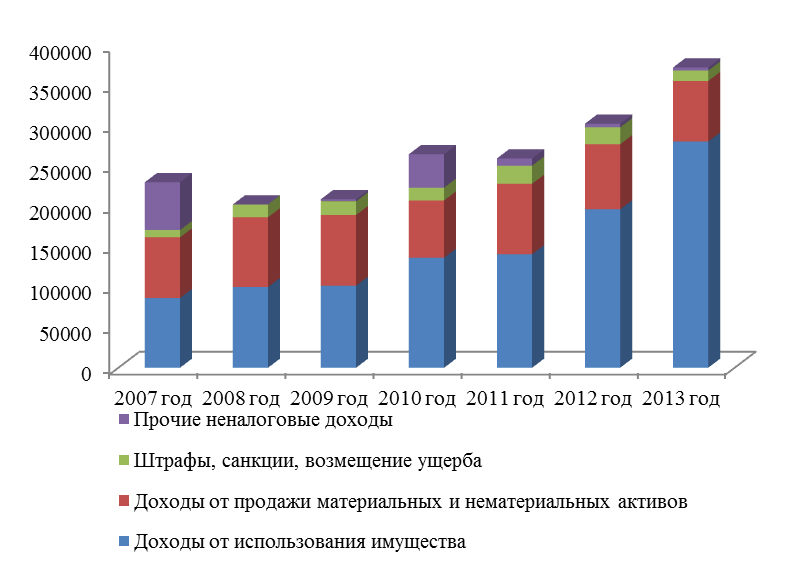 400000
350000
300000
250000
200000
150000
100000
50000
0
2007 год 2008 год 2009 год 2010 год 2011 год 2012 год 2013 год
Прочие неналоговые доходы
Штрафы, санкции, возмещение ущерба
Доходы от продажи материальных и нематериальных активов
Доходы от использования имущества